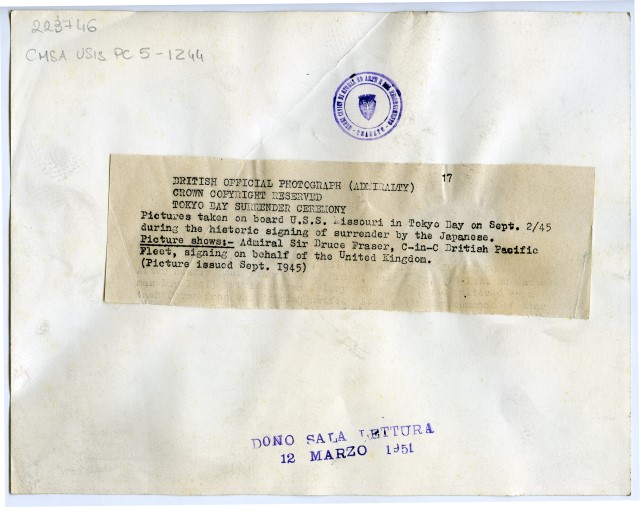 223746
CMSA USIS PC 5-1244
17
BRITISH OFFICIAL PHOTOGRAPH (ADMIRALTY)
CROWN COPYRIGHT RESERVED
TOKYO BAY SURRENDER CEREMONY
Pictures taken on board U.S.S. Missouri in Tokyo Bay on Sept. 2/45
during the historic signing of surrender by the Japanese.
Picture shows:- Admiral Sir Bruce Fraser, C-in-C British Pacific
Fleet, signing on behalf of the United Kingdom.
(Picture issued Sept. 1945)
DONO SALA LETTURA
12 MARZO 1951